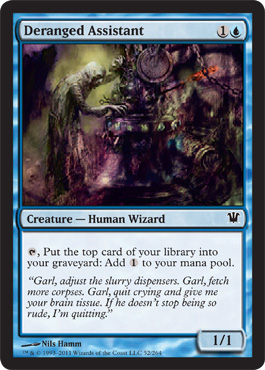 Deranged Assistant 1
Creature — Human Wizard
, Put the top card of your library into
your graveyard: Add 1 to your mana pool.
“Garl, adjust the slurry dispensers. Garl, fetch
more corpses. Garl, quit crying and give me
your brain tissue. If he doesn’t stop being so
rude, I’m quitting.”
Nils Hamm
™ & © 1993–2011 Wizards of the Coast LLC 52/264
1/1